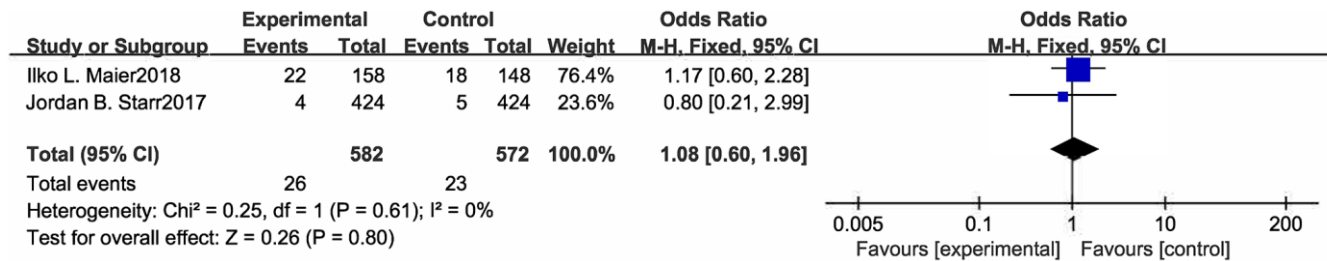 Experimental Control Odds Ratio Odds Ratio
Study or Subgroup Events Total Events Total Weight M-H, Fixed, 95% CI M-H, Fixed, 95% CI
Ilko L. Maier2018 22 158 18 148 76.4% 1.17 [0.60, 2.28]
Jordan B. Starr2017 4 424 5 424 23.6% 0.80 [0.21, 2.99]
Total (95% CI) 582 572 100.0% 1.08 [0.60, 1.96]
Total events 26 23
Heterogeneity: Chi² = 0.25, df = 1 (P = 0.61); I² = 0%
Test for overall effect: Z = 0.26 (P = 0.80)
0.005 0.1 1 10 200
Favours [experimental] Favours [control]